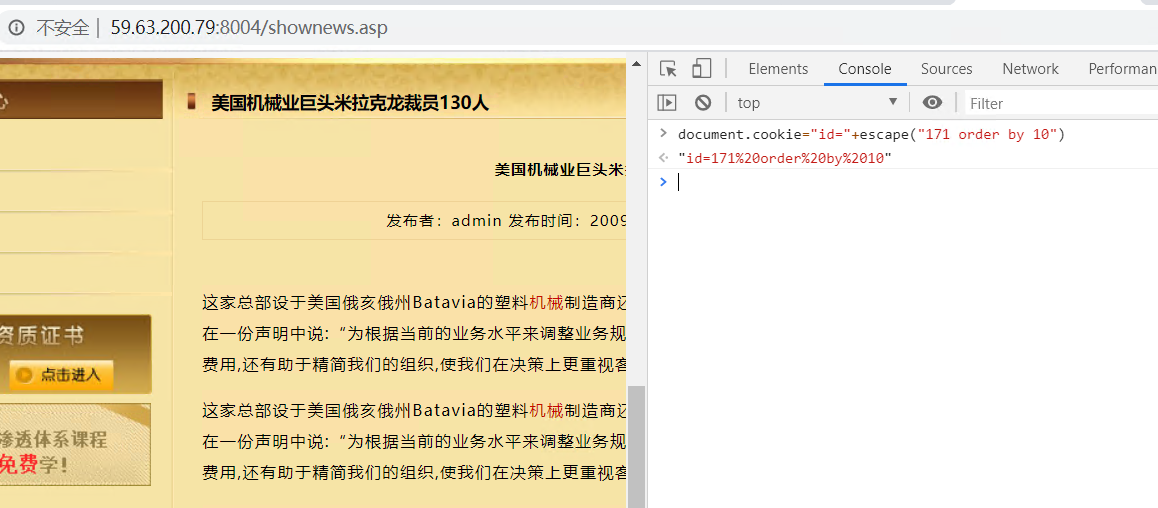 不安全 | 59.63.200.79:8004/shownews.asp
Elements Console Sources Network Performan
top Filter
document.cookie="id="+escape("171 order by 10")
"id=171%20order%20by%2010"
美国机械业巨头米拉克龙裁员130人
美国机械业巨头米
发布者：admin 发布时间：2009
这家总部设于美国俄亥俄州Batavia的塑料机械制造商还
在一份声明中说:“为根据当前的业务水平来调整业务规
费用,还有助于精简我们的组织,使我们在决策上更重视客
这家总部设于美国俄亥俄州Batavia的塑料机械制造商还
在一份声明中说:“为根据当前的业务水平来调整业务规
费用,还有助于精简我们的组织,使我们在决策上更重视客
资质证书
点击进入
渗透体系课程
免费学!